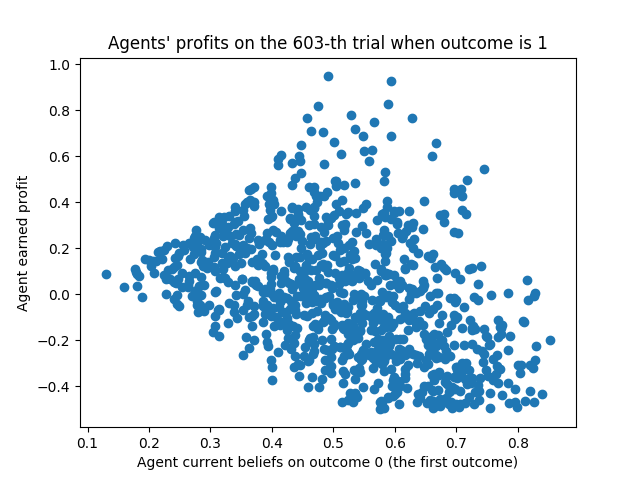 Agents' profits on the 603-th trial when outcome is 1
1.0
0.8
0.6
0.4
0.2
0.0
−0.2
−0.4
Agent earned profit
0.1 0.2 0.3 0.4 0.5 0.6 0.7 0.8
Agent current beliefs on outcome 0 (the first outcome)